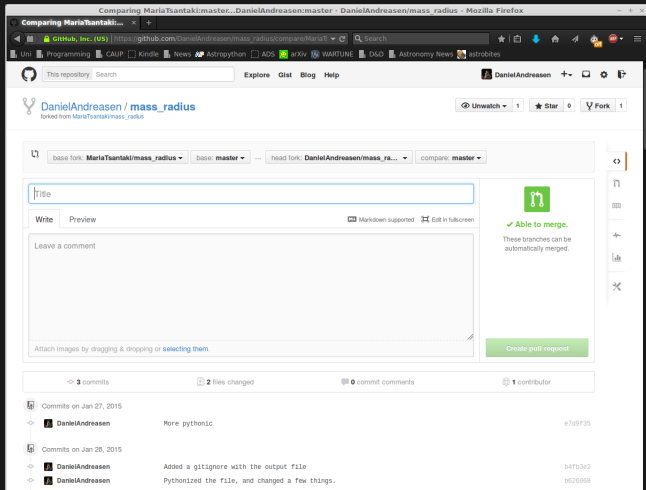 Comparing MariaTsantaki:master...DanielAndreasen:master · DanielAndreasen/mass_radius - Mozilla Firefox
Comparing MariaTsantaki:...
GitHub, Inc. (US) https://github.com/DanielAndreasen/mass_radius/compare/MariaT
Search
Uni Programming CAUP Kindle News Astropython ADS arXiv WARTUNE D&D Astronomy News astrobites
This repository Search Explore Gist Blog Help DanielAndreasen
DanielAndreasen / mass_radius
forked from MariaTsantaki/mass_radius
Unwatch 1 Star 0 Fork 1
base fork: MariaTsantaki/mass_radius base: master ... head fork: DanielAndreasen/mass_ra... compare: master
Title
Write Preview Markdown supported Edit in fullscreen
Leave a comment
Attach images by dragging & dropping or selecting them.
Able to merge.
These branches can be
automatically merged.
Create pull request
3 commits 2 files changed 0 commit comments 1 contributor
Commits on Jan 27, 2015
DanielAndreasen More pythonic e7d9f35
Commits on Jan 28, 2015
DanielAndreasen Added a gitignore with the output file b4fb3e2
DanielAndreasen Pythonized the file, and changed a few things.